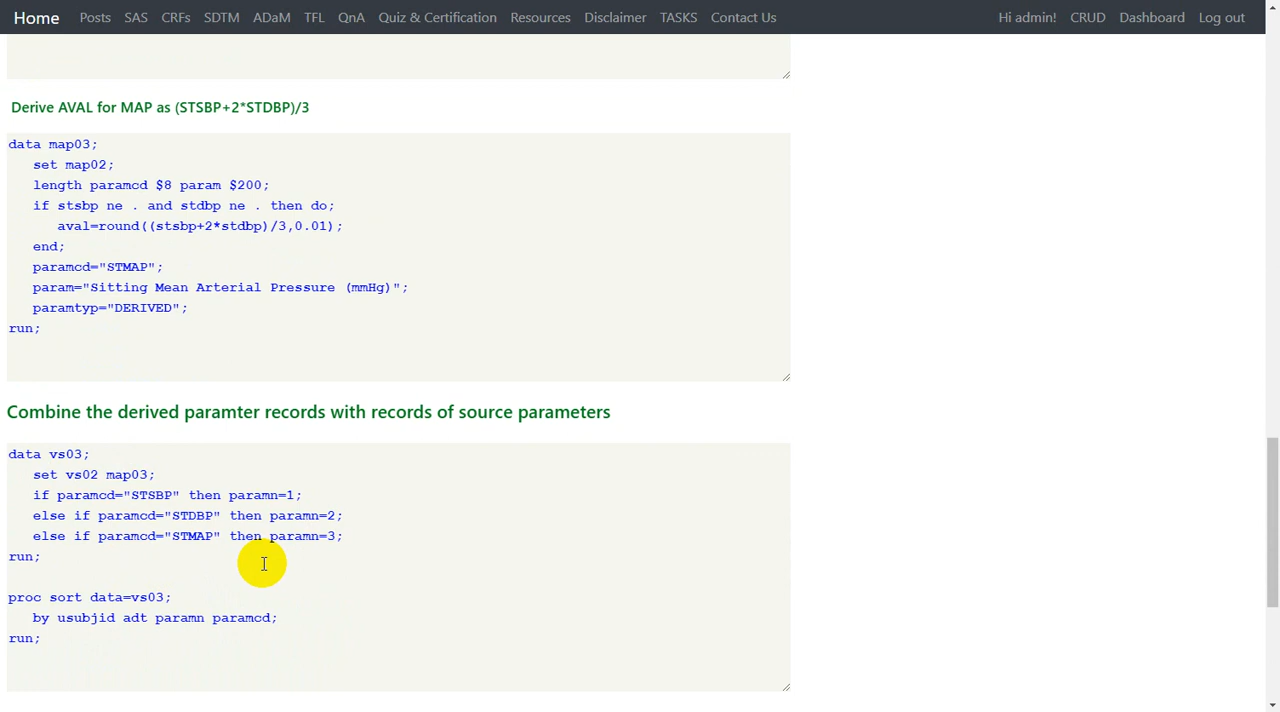 Home Posts SAS CRFs SDTM ADaM TFL QnA Quiz & Certification Resources Disclaimer TASKS Contact Us Hi admin! CRUD Dashboard Log out
Derive AVAL for MAP as (STSBP+2*STDBP)/3
data map03;
set map02;
length paramcd $8 param $200;
if stsbp ne . and stdbp ne . then do;
aval=round((stsbp+2*stdbp)/3,0.01);
end;
paramcd="STMAP";
param="Sitting Mean Arterial Pressure (mmHg)";
paramtyp="DERIVED";
run;
Combine the derived paramter records with records of source parameters
data vs03;
set vs02 map03;
if paramcd="STSBP" then paramn=1;
else if paramcd="STDBP" then paramn=2;
else if paramcd="STMAP" then paramn=3;
run;
proc sort data=vs03;
by usubjid adt paramn paramcd;
run;